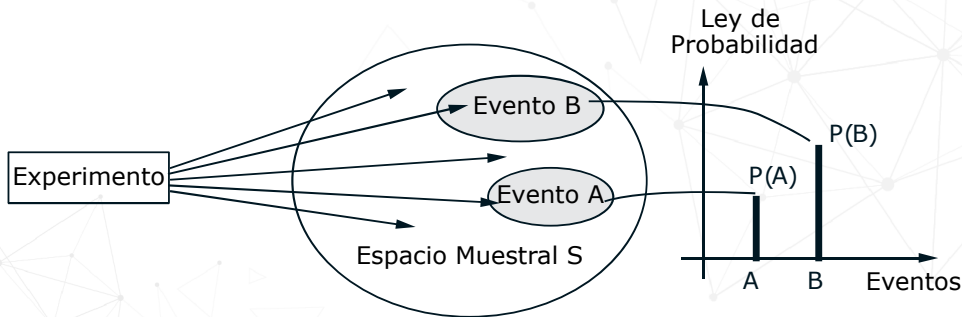 Ley de
Probabilidad
Evento B
P(B)
Experimento
P(A)
Evento A
Espacio Muestral S
A
B
Eventos